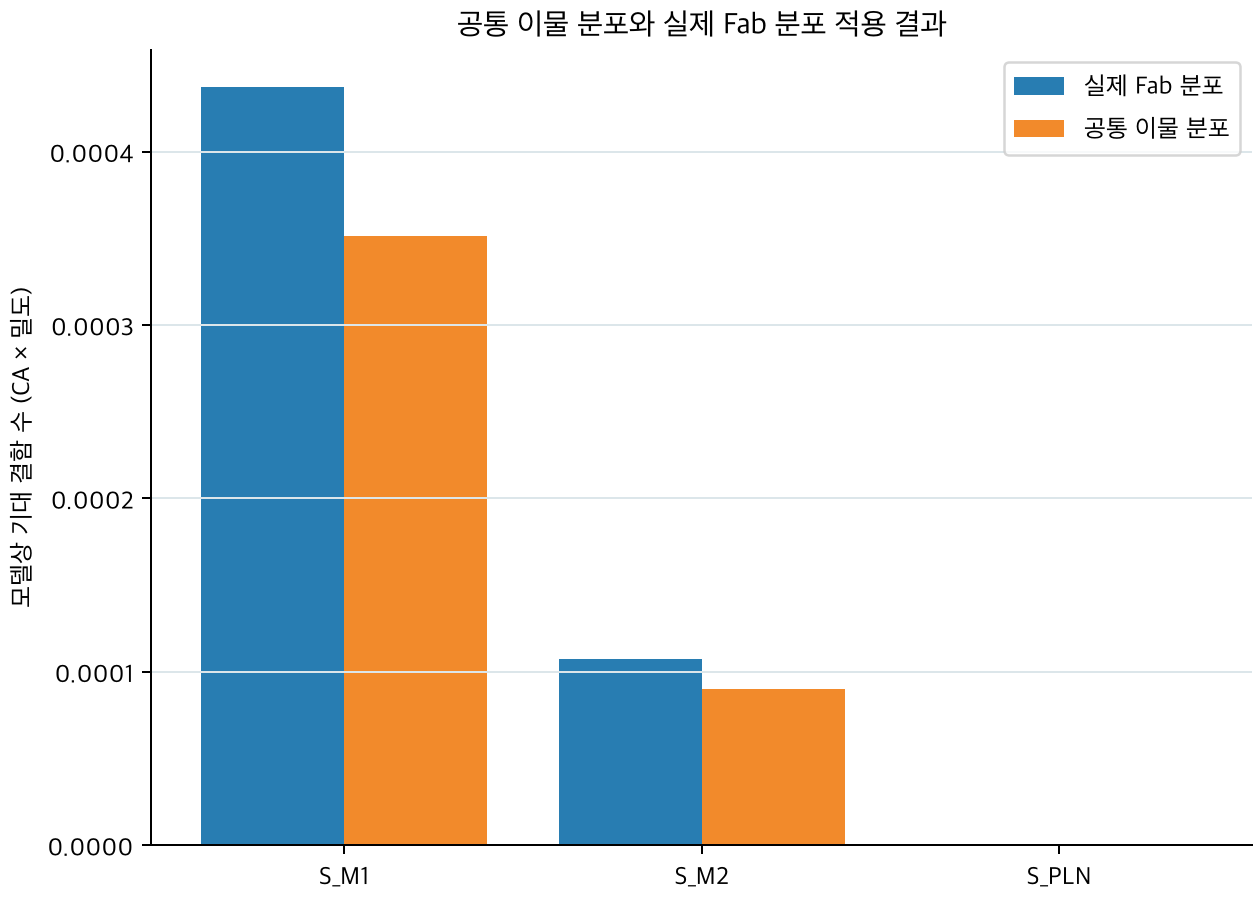 공통 이물 분포와 실제 Fab 분포 적용 결과
실제 Fab 분포
공통 이물 분포
모델상 기대 결함 수 (CA × 밀도)
0.0004
0.0003
0.0002
0.0001
0.0000
S_M1
S_M2
S_PLN